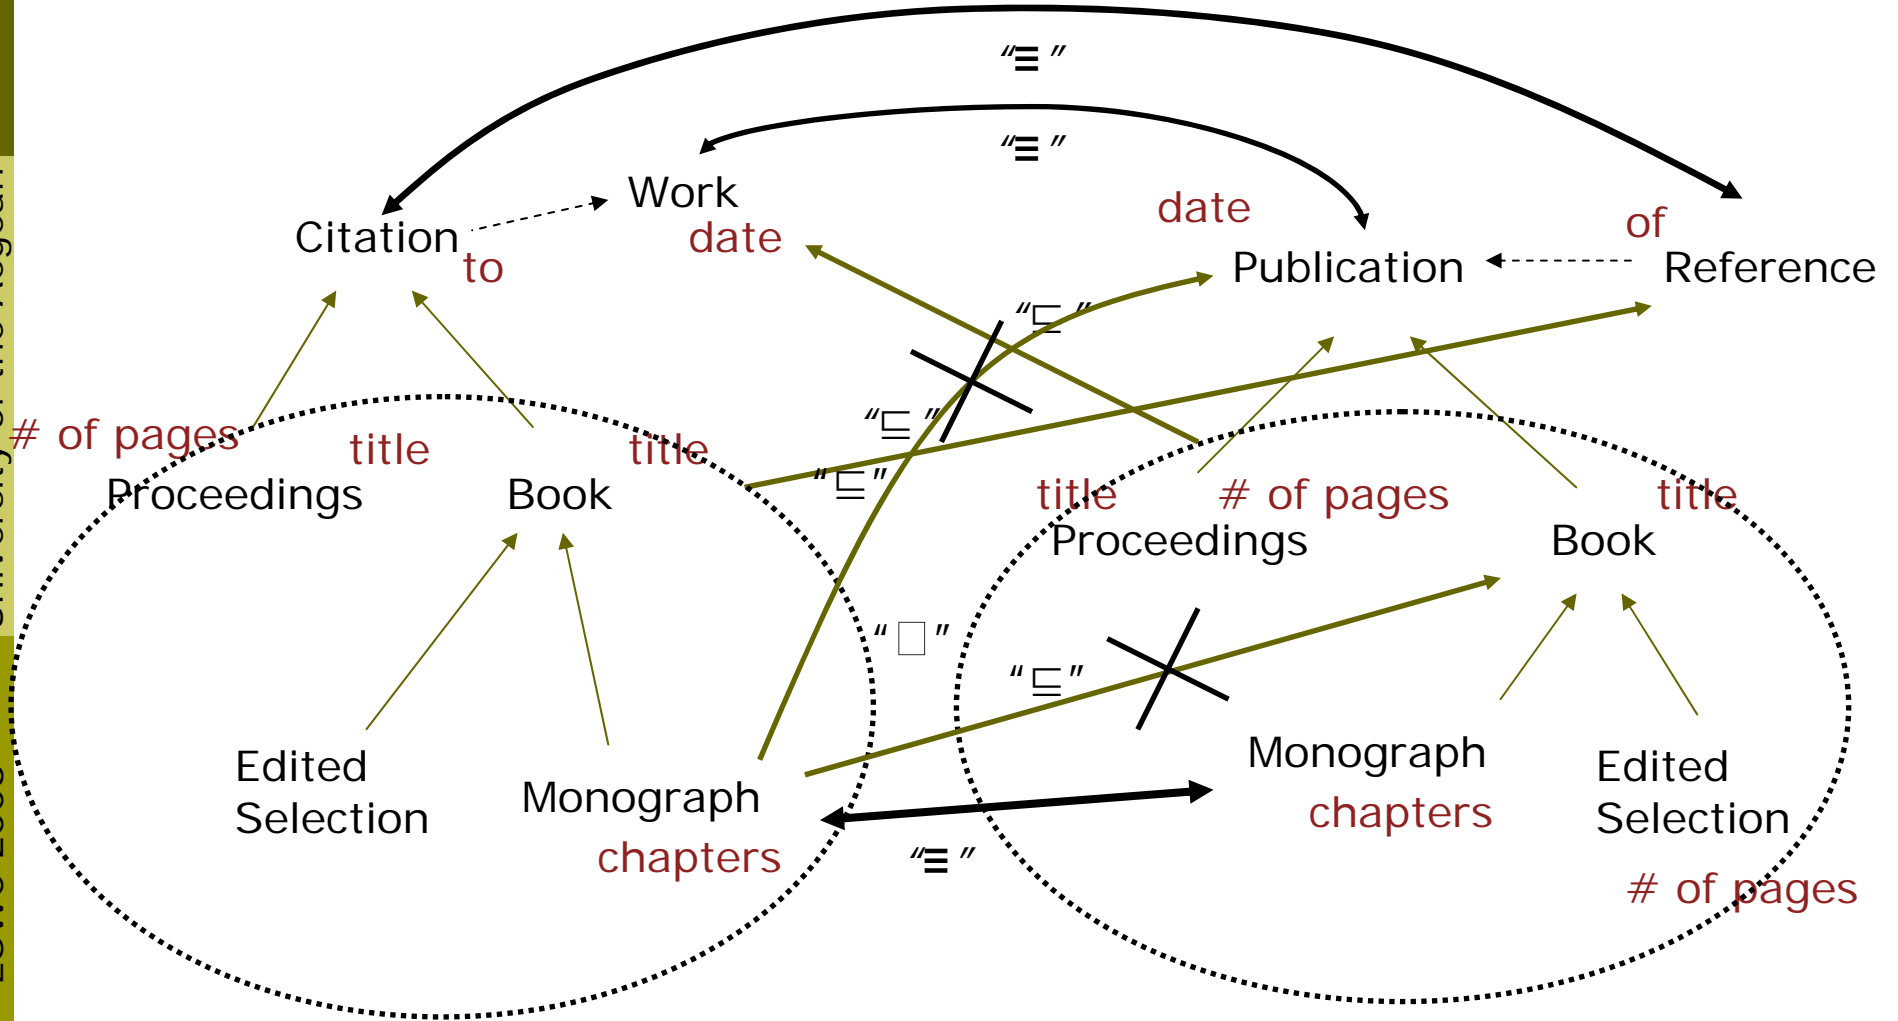 “≡ ”
“≡ ”
Work
date
date
of
Citation
to
Publication
Reference
“⊑ ”
“⊑ ”
“⊑”
# of pages
title
title
Proceedings
Book
title
# of pages
title
Proceedings
Book
“□”
“⊑”
Edited
Selection
Monograph
chapters
Monograph
chapters
Edited
Selection
“≡ ”
# of pages